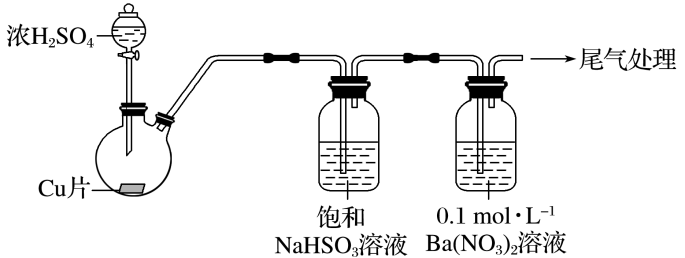 浓H₂SO₄
尾气处理
Cu片
饱和
NaHSO₃溶液
0.1 mol·L⁻¹
Ba(NO₃)₂溶液